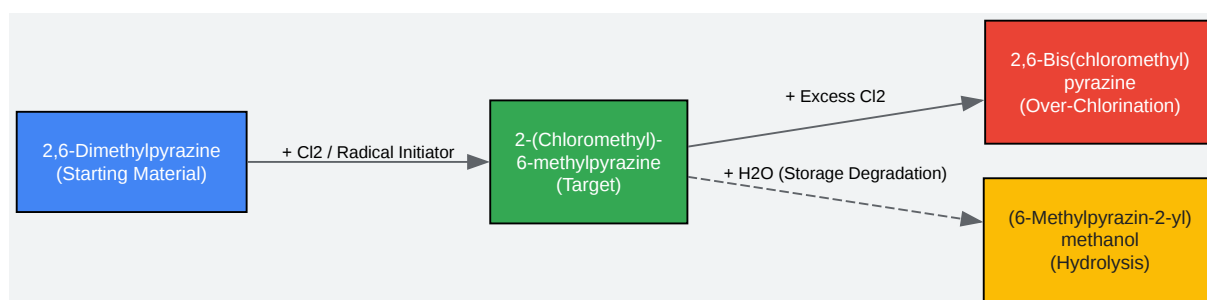 2,6-Dimethylpyrazine
(Starting Material)
+ Cl2 / Radical Initiator
2-(Chloromethyl)-
6-methylpyrazine
(Target)
+ Excess Cl2
2,6-Bis(chloromethyl)
pyrazine
(Over-Chlorination)
+ H2O (Storage Degradation)
(6-Methylpyrazin-2-yl)
methanol
(Hydrolysis)